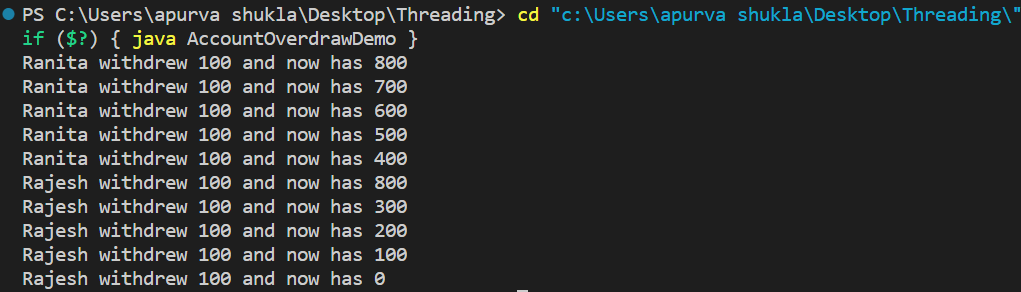 PS C:\Users\apurva shukla\Desktop\Threading> cd "c:\Users\apurva shukla\Desktop\Threading\"
if ($?) { java AccountOverdrawDemo }
Ranita withdrew 100 and now has 800
Ranita withdrew 100 and now has 700
Ranita withdrew 100 and now has 600
Ranita withdrew 100 and now has 500
Ranita withdrew 100 and now has 400
Rajesh withdrew 100 and now has 800
Rajesh withdrew 100 and now has 300
Rajesh withdrew 100 and now has 200
Rajesh withdrew 100 and now has 100
Rajesh withdrew 100 and now has 0